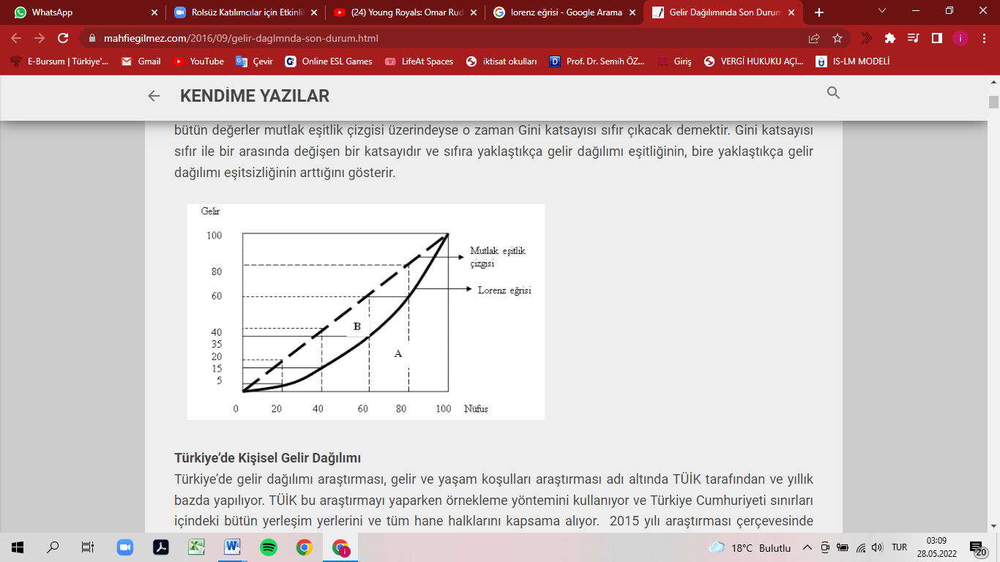 WhatsApp
Rolsüz Katılımcılar için Etkinli
(24) Young Royals: Omar Rud
lorenz eğrisi - Google Arama
Gelir Dağılımında Son Durum
mahfiegilmez.com/2016/09/gelir-daglmnda-son-durum.html
E-Bursum | Türkiye'...
Gmail
YouTube
Çevir
Online ESL Games
LifeAt Spaces
iktisat okulları
Prof. Dr. Semih ÖZ...
Giriş
VERGİ HUKUKU AÇI...
IS-LM MODELİ
KENDİME YAZILAR
bütün değerler mutlak eşitlik çizgisi üzerindeyse o zaman Gini katsayısı sıfır çıkacak demektir. Gini katsayısı
sıfır ile bir arasında değişen bir katsayıdır ve sıfıra yaklaştıkça gelir dağılımı eşitliğinin, bire yaklaştıkça gelir
dağılımı eşitsizliğinin arttığını gösterir.
Gelir
100
80
60
40
35
20
15
5
Mutlak eşitlik
çizgisi
Lorenz eğrisi
B
A
0 20 40 60 80 100 Nüfus
Türkiye'de Kişisel Gelir Dağılımı
Türkiye'de gelir dağılımı araştırması, gelir ve yaşam koşulları araştırması adı altında TÜİK tarafından ve yıllık
bazda yapılıyor. TÜİK bu araştırmayı yaparken örnekleme yöntemini kullanıyor ve Türkiye Cumhuriyeti sınırları
içindeki bütün yerleşim yerlerini ve tüm hane halklarını kapsama alıyor. 2015 yılı araştırması çerçevesinde
18°C Bulutlu
TUR
03:09
28.05.2022
20